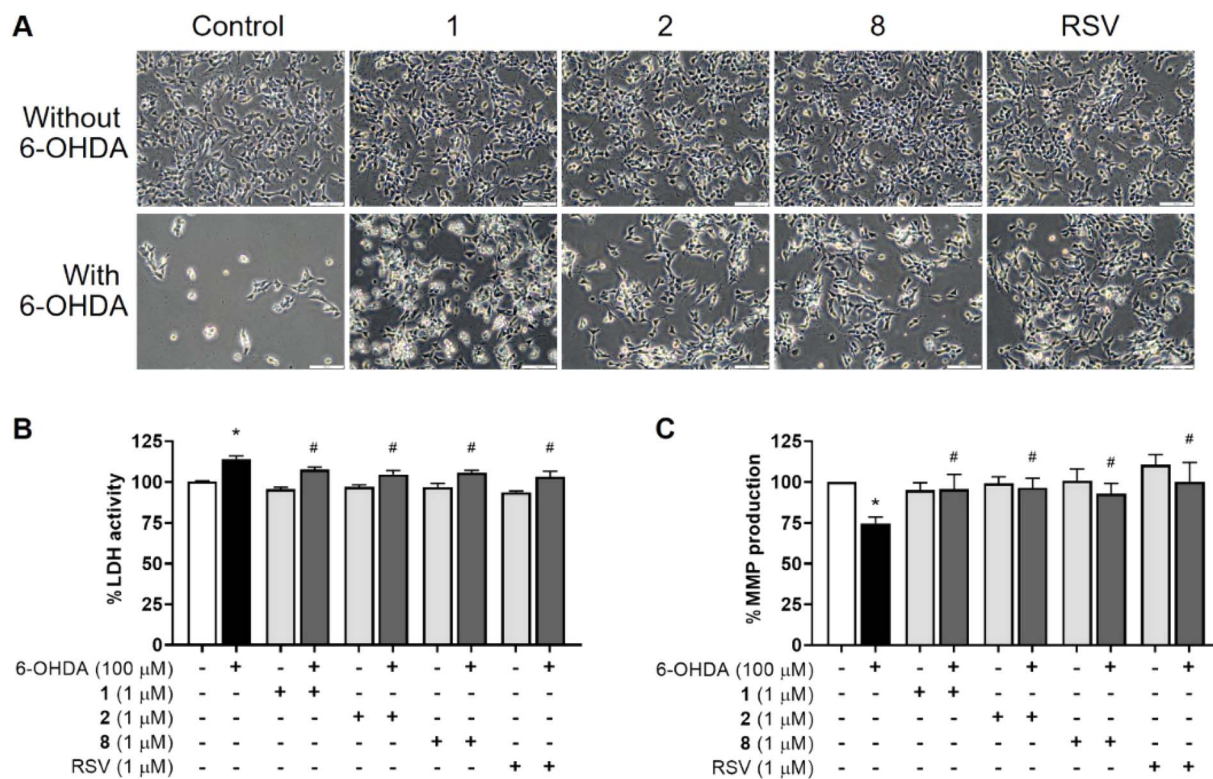 A
Control 1 2 8 RSV
Without
6-OHDA
With
6-OHDA
B
% LDH activity
125
100
75
50
25
0
* # # # #
6-OHDA (100 μM) - + - + - + - + - +
1 (1 μM) - - + + - - - - - -
2 (1 μM) - - - - + + - - - -
8 (1 μM) - - - - - - + + - -
RSV (1 μM) - - - - - - - - + +
C
% MMP production
125
100
75
50
25
0
* # # # #
6-OHDA (100 μM) - + - + - + - + - +
1 (1 μM) - - + + - - - - - -
2 (1 μM) - - - - + + - - - -
8 (1 μM) - - - - - - + + - -
RSV (1 μM) - - - - - - - - + +